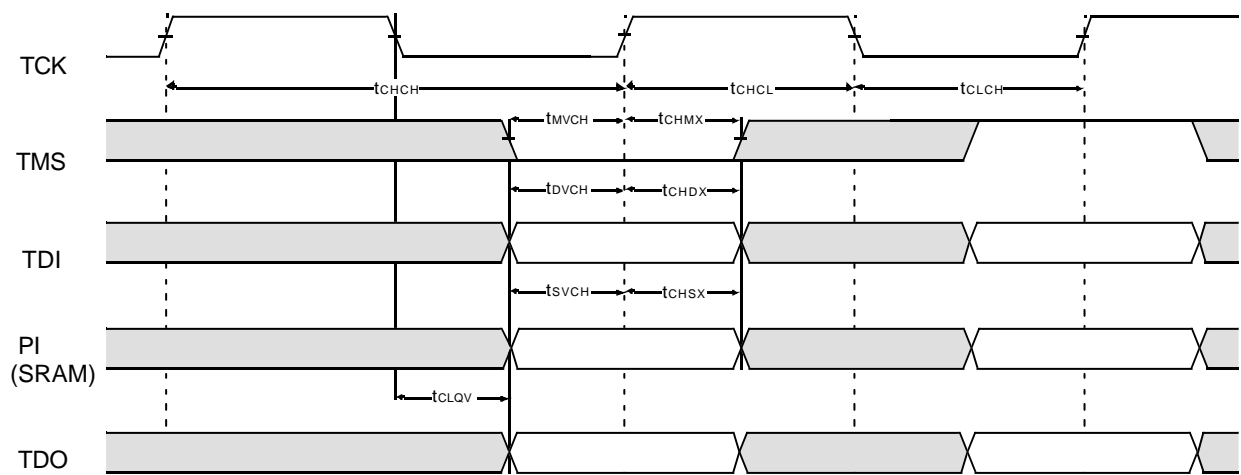 TCK
tCHCH
tCHCL
tCLCH
tMVCH
tCHMX
TMS
tDVCH
tCHDX
TDI
tSVCH
tCHSX
PI
(SRAM)
tCLQV
TDO